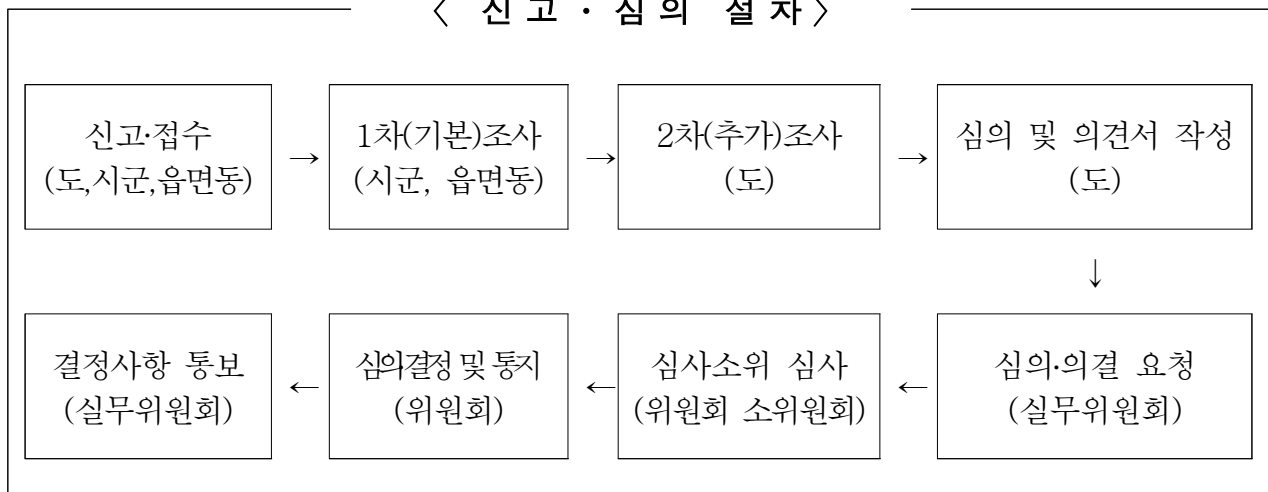 〈 신 고 · 심 의 절 차 〉
신고·접수
(도,시군,읍면동)
→
1차(기본)조사
(시군, 읍면동)
→
2차(추가)조사
(도)
→
심의 및 의견서 작성
(도)
↓
심의·의결 요청
(실무위원회)
←
심사소위 심사
(위원회 소위원회)
←
심의결정 및 통지
(위원회)
←
결정사항 통보
(실무위원회)